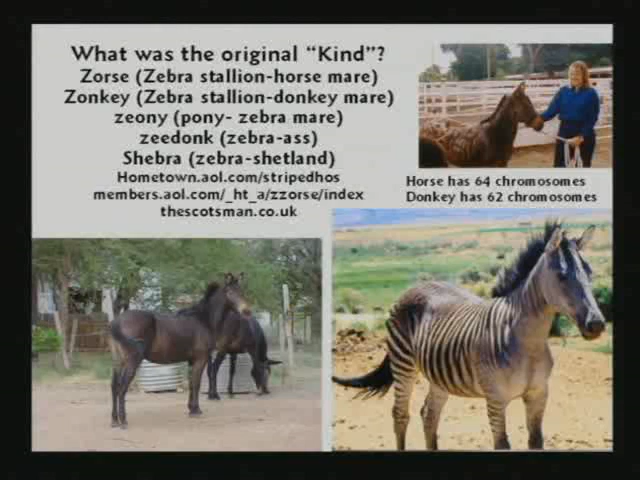 What was the original “Kind”?
Zorse (Zebra stallion-horse mare)
Zonkey (Zebra stallion-donkey mare)
zeony (pony- zebra mare)
zeedonk (zebra-ass)
Shebra (zebra-shetland)
Hometown.aol.com/stripedhos
members.aol.com/_ht_a/zzorse/index
thescotsman.co.uk
Horse has 64 chromosomes
Donkey has 62 chromosomes